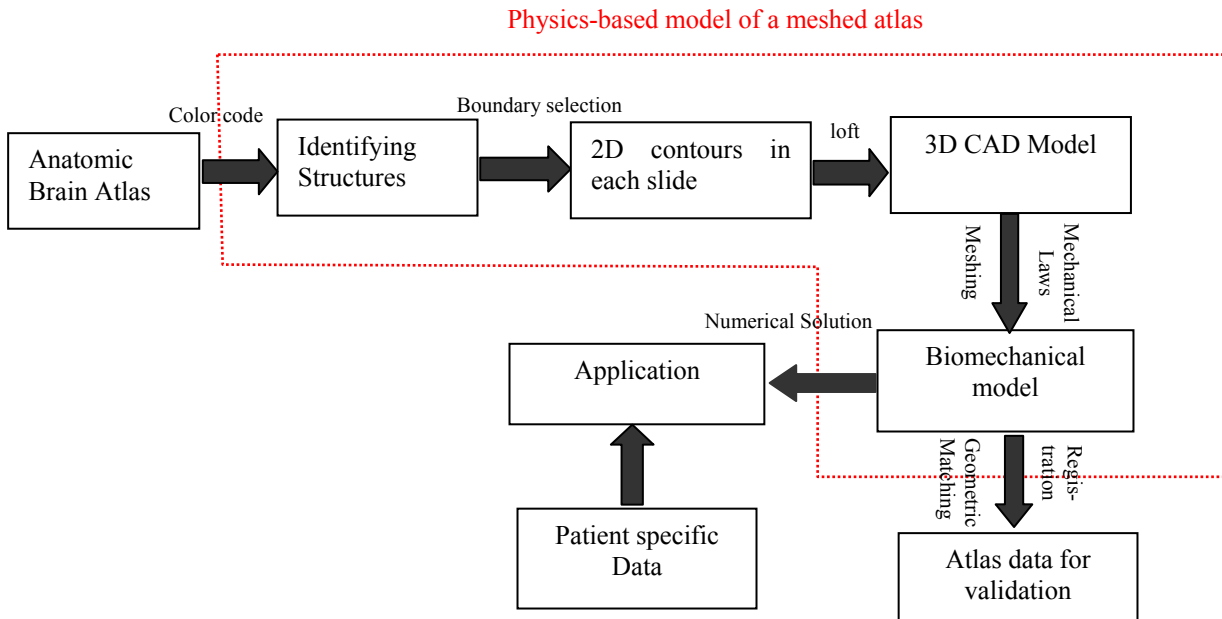 Physics-based model of a meshed atlas
Color code
Boundary selection
loft
Anatomic
Brain Atlas
Identifying
Structures
2D contours in
each slide
3D CAD Model
Meshing
Mechanical
Laws
Numerical Solution
Application
Biomechanical
model
Geometric
Matching
Regis-
tration
Patient specific
Data
Atlas data for
validation